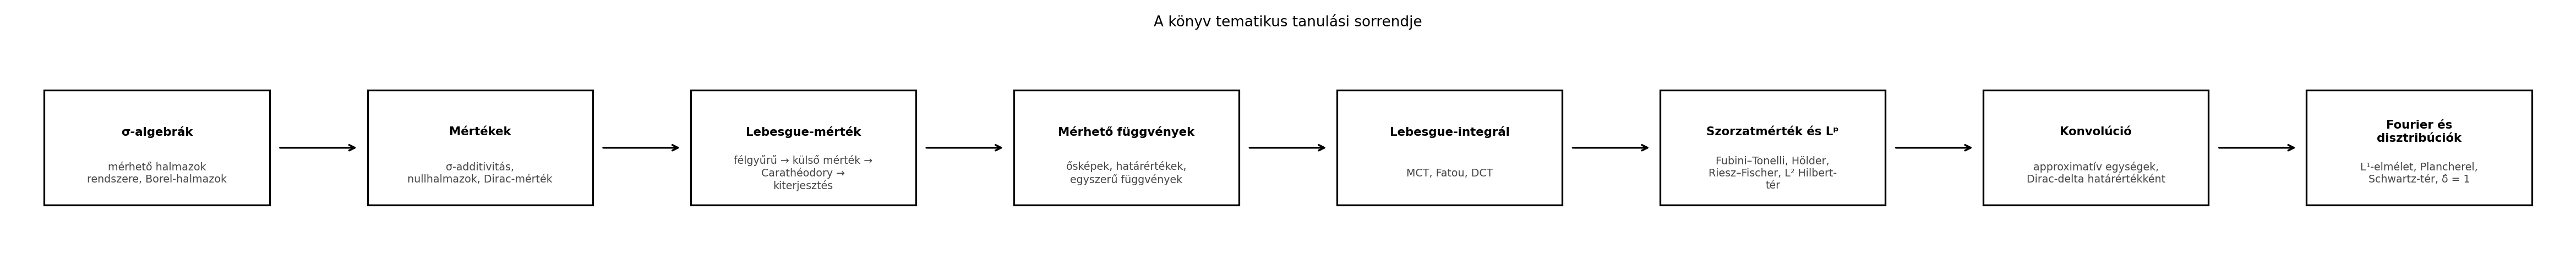 A könyv tematikus tanulási sorrendje
σ-algebrák
mérhető halmazok
rendszere, Borel-halmazok
Mértékek
σ-additivitás,
nullhalmazok, Dirac-mérték
Lebesgue-mérték
félgyűrű → külső mérték →
Carathéodory →
kiterjesztés
Mérhető függvények
ősképek, határértékek,
egyszerű függvények
Lebesgue-integrál
MCT, Fatou, DCT
Szorzatmérték és Lᵖ
Fubini–Tonelli, Hölder,
Riesz–Fischer, L² Hilbert-
tér
Konvolúció
approximatív egységek,
Dirac-delta határértékként
Fourier és
disztribúciók
L¹-elmélet, Plancherel,
Schwartz-tér, δ̂ = 1